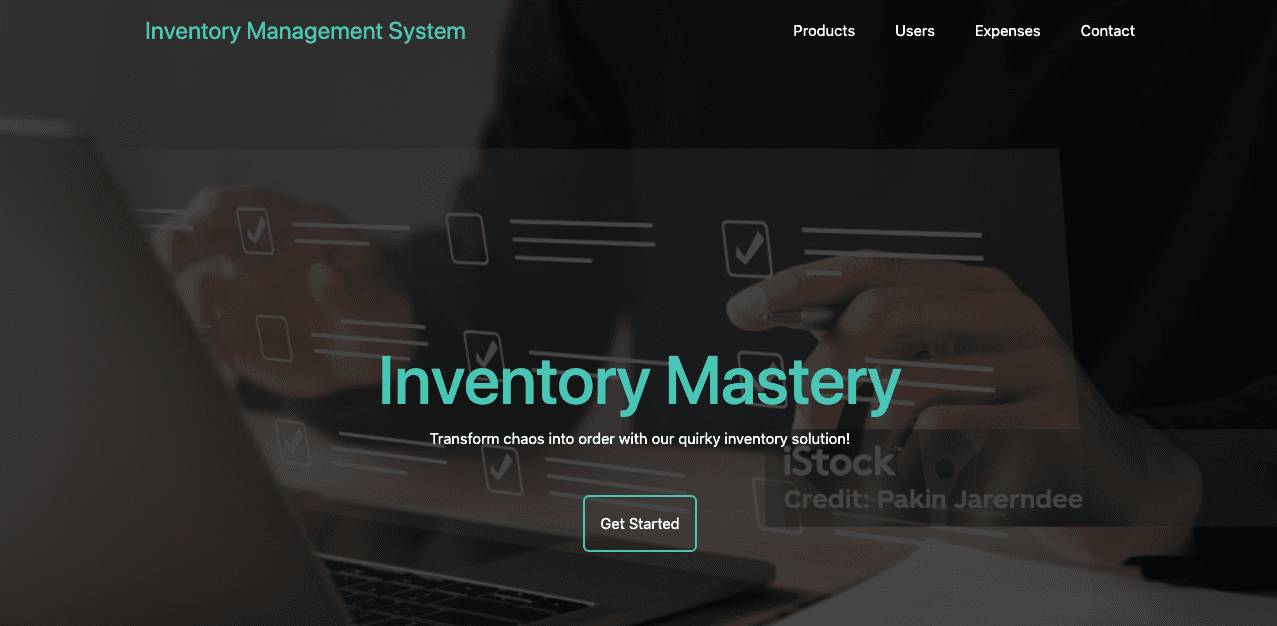 Inventory Management System
Products
Users
Expenses
Contact
Inventory Mastery
Transform chaos into order with our quirky inventory solution!
iStock
Credit: Pakin Jarerndee
Get Started